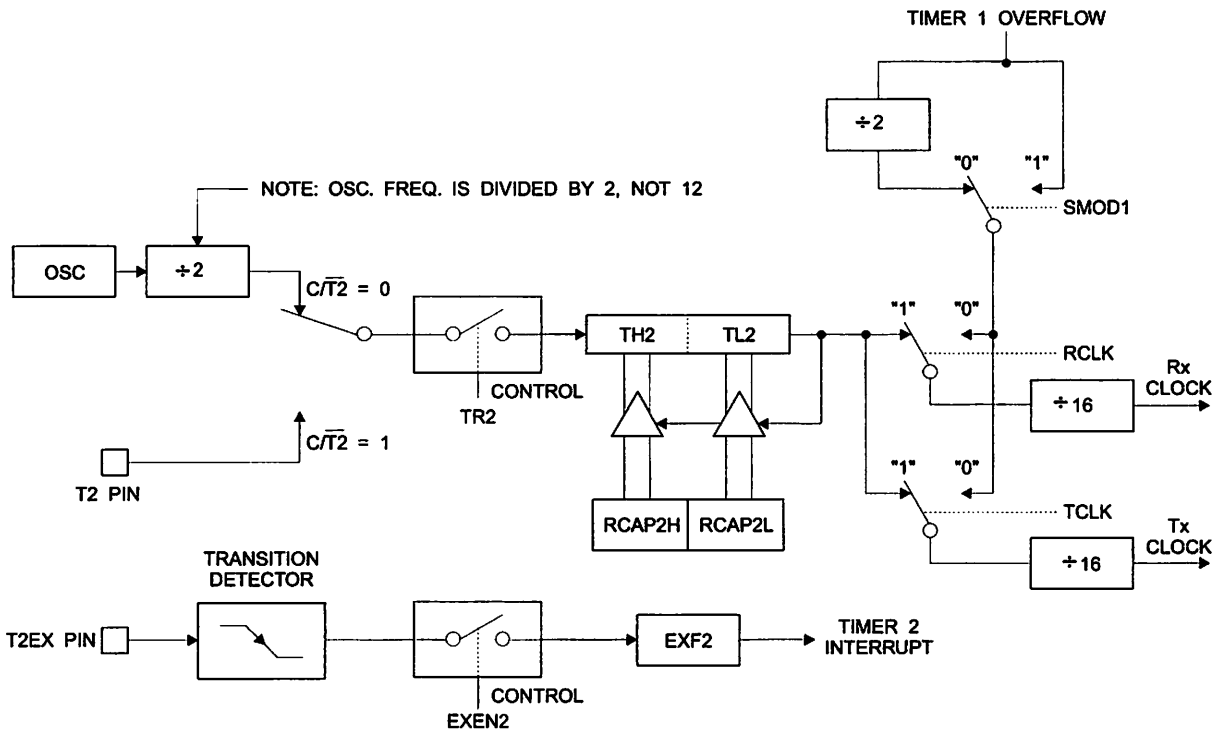 TIMER 1 OVERFLOW
÷2
"0" "1"
NOTE: OSC. FREQ. IS DIVIDED BY 2, NOT 12
SMOD1
OSC
÷2
C/T2̅ = 0
TH2 TL2
"1" "0"
RCLK
CONTROL
TR2
Rx
CLOCK
÷16
C/T2̅ = 1
T2 PIN
"1" "0"
RCAP2H RCAP2L
TCLK
Tx
CLOCK
÷16
TRANSITION
DETECTOR
T2EX PIN
EXF2
TIMER 2
INTERRUPT
CONTROL
EXEN2